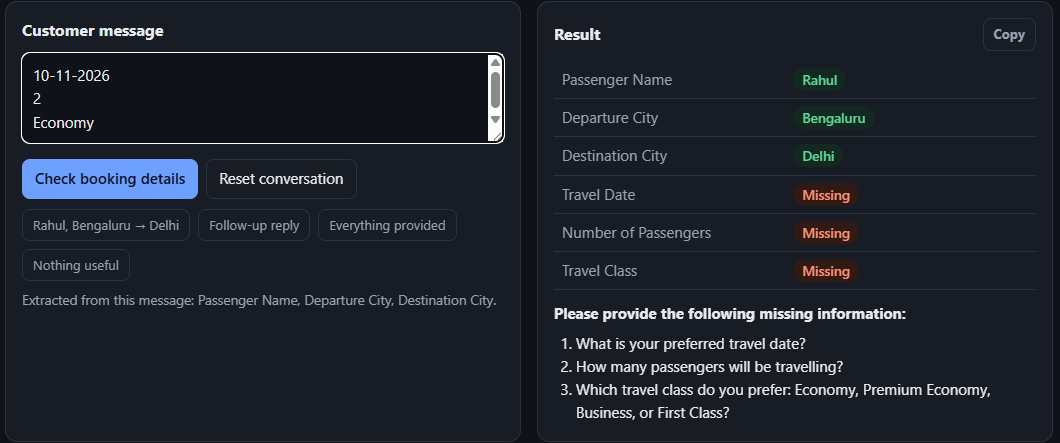 Customer message
10-11-2026
2
Economy
Check booking details
Reset conversation
Rahul, Bengaluru → Delhi
Follow-up reply
Everything provided
Nothing useful
Extracted from this message: Passenger Name, Departure City, Destination City.
Result
Copy
Passenger Name Rahul
Departure City Bengaluru
Destination City Delhi
Travel Date Missing
Number of Passengers Missing
Travel Class Missing
Please provide the following missing information:
1. What is your preferred travel date?
2. How many passengers will be travelling?
3. Which travel class do you prefer: Economy, Premium Economy,
Business, or First Class?